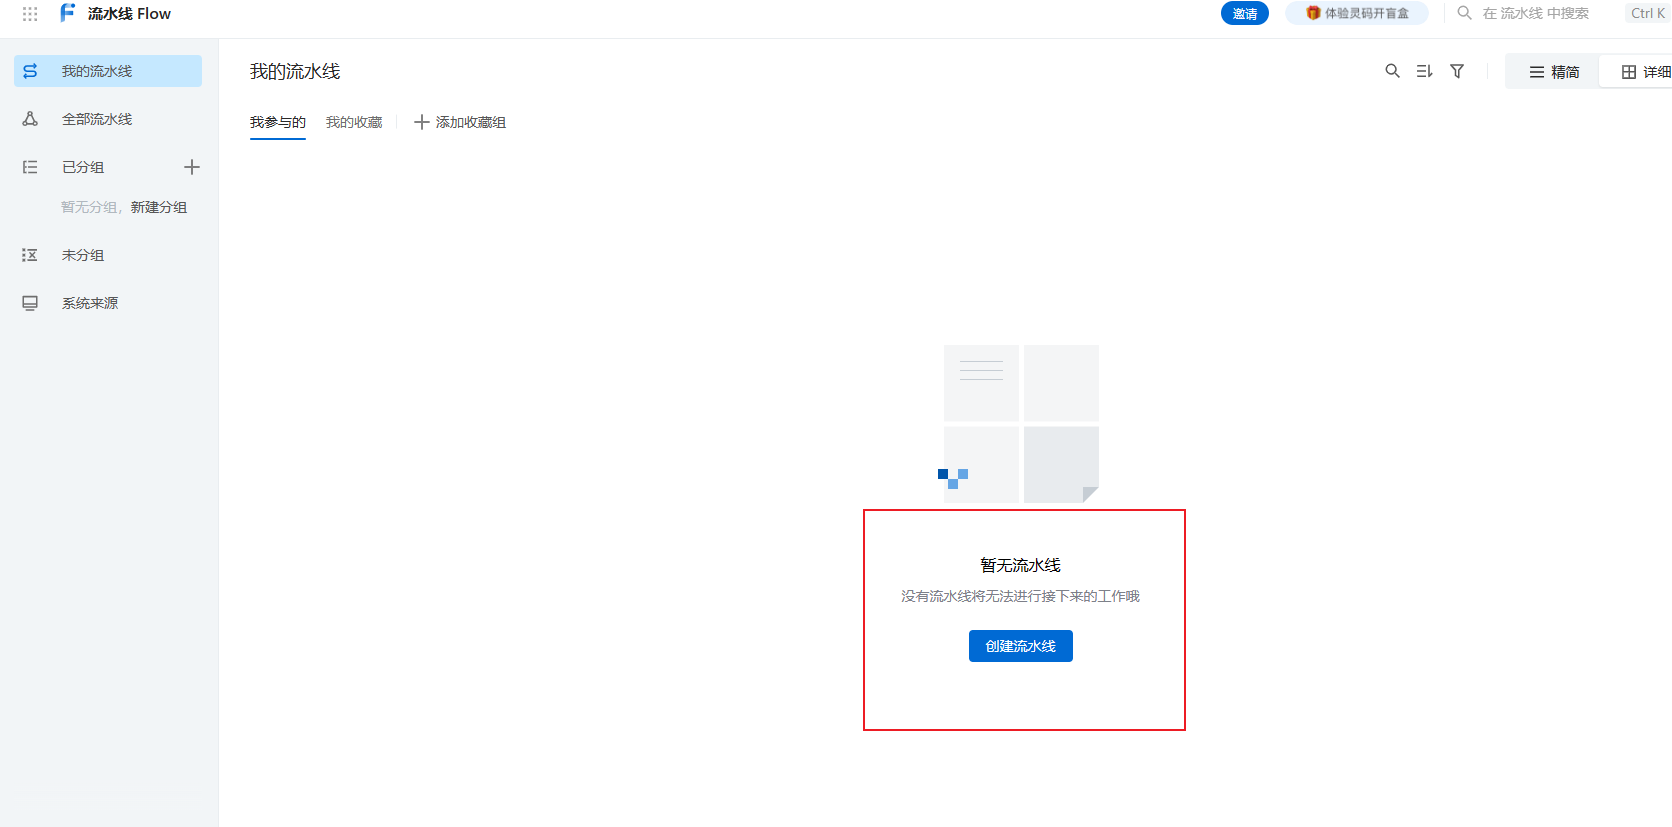 流水线 Flow
邀请
体验灵码开盲盒
在 流水线 中搜索
Ctrl K
我的流水线
全部流水线
已分组
暂无分组，新建分组
未分组
系统来源
我的流水线
精简
详细
我参与的
我的收藏
添加收藏组
暂无流水线
没有流水线将无法进行接下来的工作哦
创建流水线